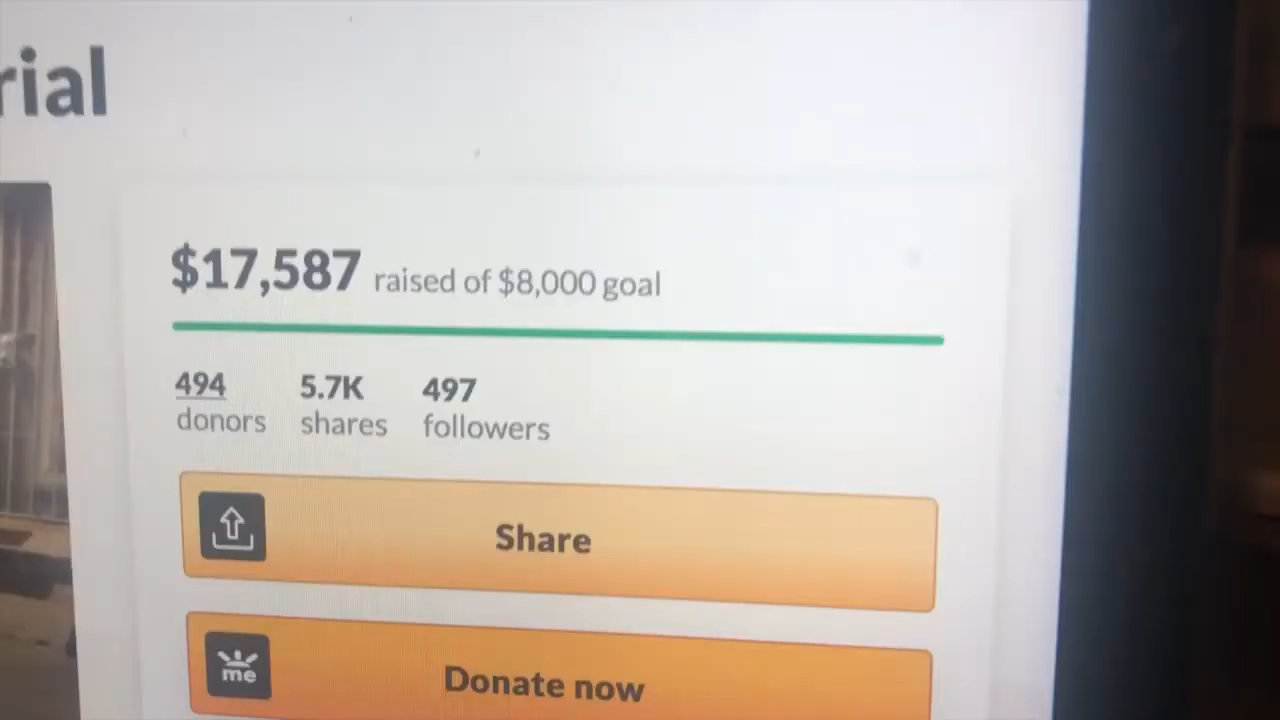 rial
$17,587 raised of $8,000 goal
494 5.7K 497
donors shares followers
Share
me
Donate now